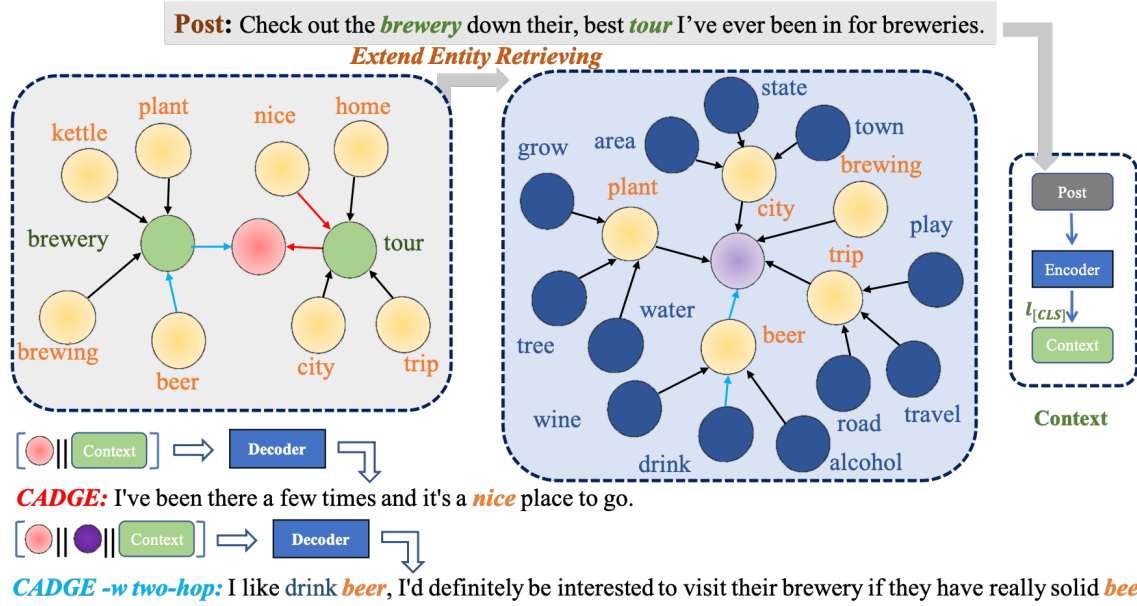 Post: Check out the brewery down their, best tour I've ever been in for breweries.
Extend Entity Retrieving
plant
nice
home
kettle
brewery
tour
brewing
beer
city
trip
state
area
town
grow
brewing
plant
city
play
trip
water
beer
tree
wine
road
travel
drink
alcohol
Post
Encoder
l[CLS]
Context
Context
[ || Context ]
Decoder
CADGE: I've been there a few times and it's a nice place to go.
[ || || Context ]
Decoder
CADGE -w two-hop: I like drink beer, I'd definitely be interested to visit their brewery if they have really solid bee